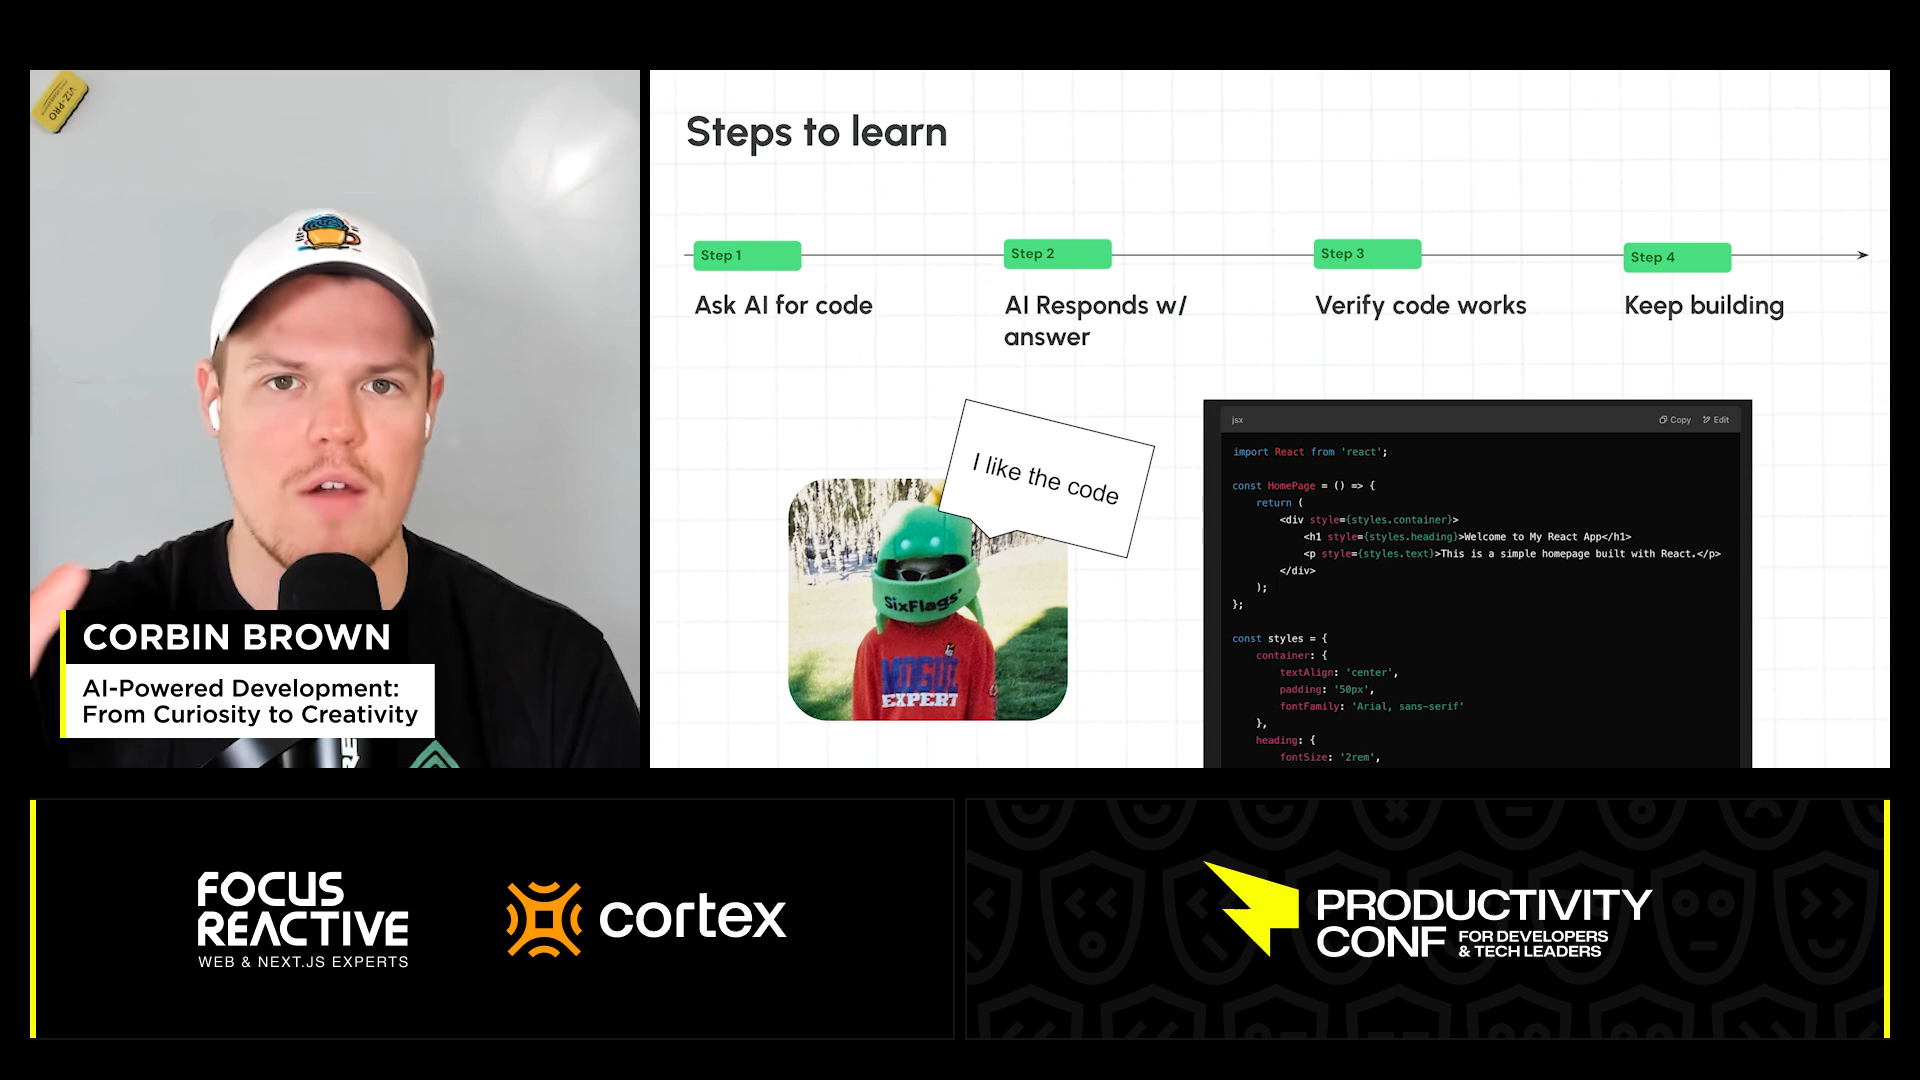 VIZ-PRO
CORBIN BROWN
AI-Powered Development:
From Curiosity to Creativity
Steps to learn
Step 1
Ask AI for code
Step 2
AI Responds w/
answer
Step 3
Verify code works
Step 4
Keep building
I like the code
SixFlags
MOGUL
EXPERT
jsx
Copy
Edit
import React from 'react';
const HomePage = () => {
return (
<div style={styles.container}>
<h1 style={styles.heading}>Welcome to My React App</h1>
<p style={styles.text}>This is a simple homepage built with React.</p>
</div>
);
};
const styles = {
container: {
textAlign: 'center',
padding: '50px',
fontFamily: 'Arial, sans-serif'
},
heading: {
fontSize: '2rem',
FOCUS
REACTIVE
WEB & NEXT.JS EXPERTS
cortex
PRODUCTIVITY
CONF FOR DEVELOPERS
& TECH LEADERS